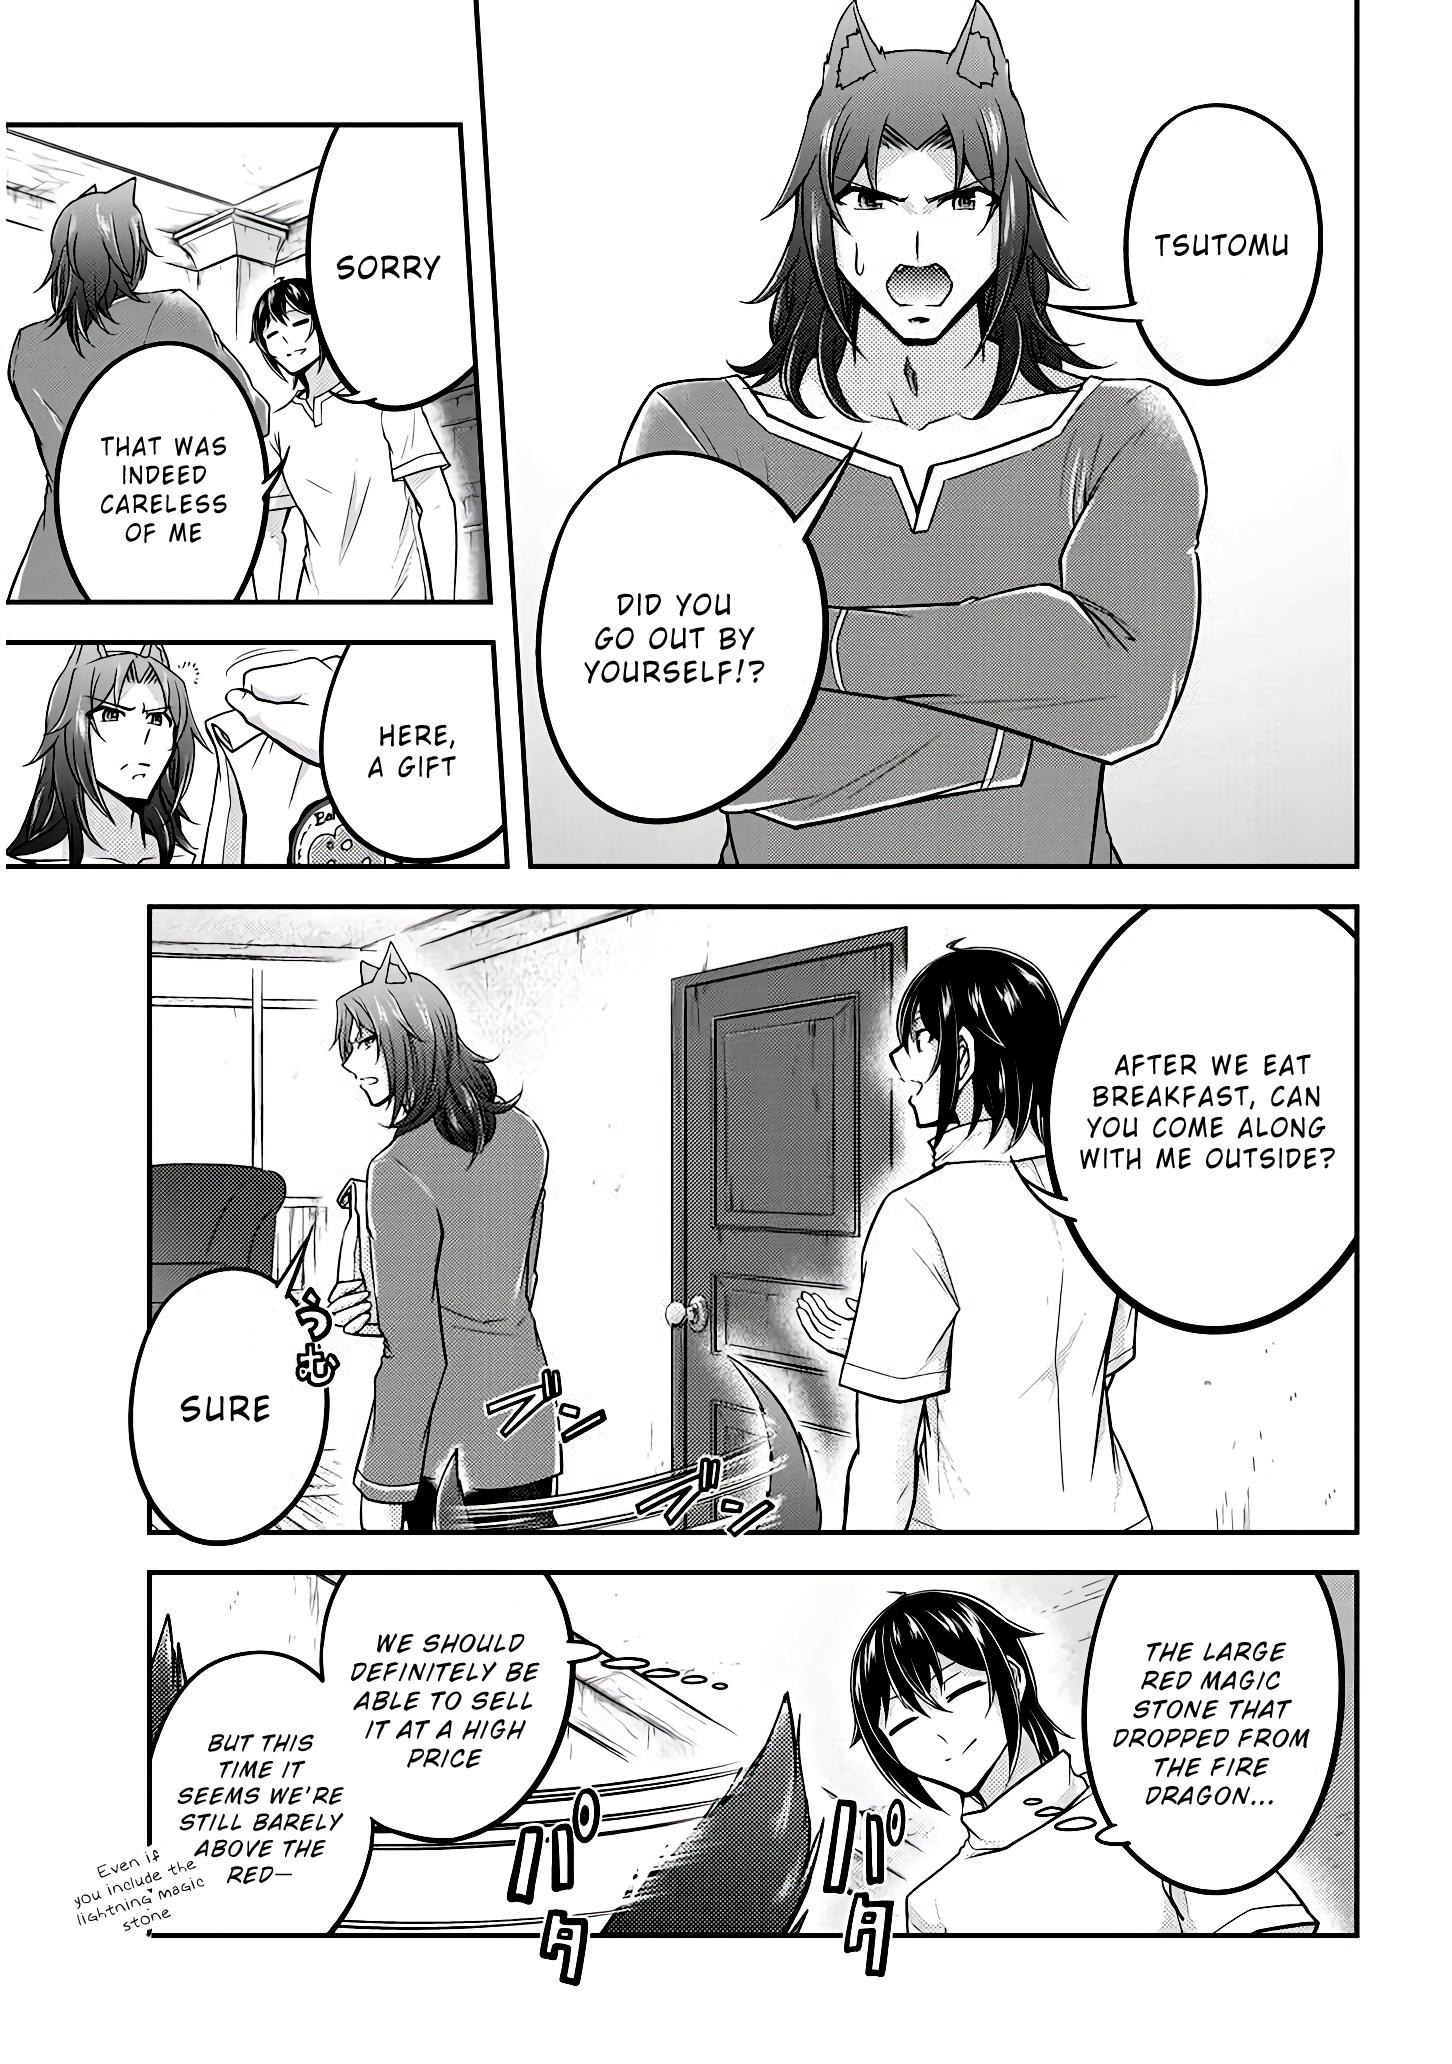 TSUTOMU
DID YOU
GO OUT BY
YOURSELF!?
SORRY
THAT WAS
INDEED
CARELESS
OF ME
HERE,
A GIFT
AFTER WE EAT
BREAKFAST, CAN
YOU COME ALONG
WITH ME OUTSIDE?
SURE
うむ
ブンッ
ブンッ
THE LARGE
RED MAGIC
STONE THAT
DROPPED FROM
THE FIRE
DRAGON...
WE SHOULD
DEFINITELY BE
ABLE TO SELL
IT AT A HIGH
PRICE
BUT THIS
TIME IT
SEEMS WE'RE
STILL BARELY
ABOVE THE
RED—
Even if
you include the
lightning magic
stone
パタ
パタ